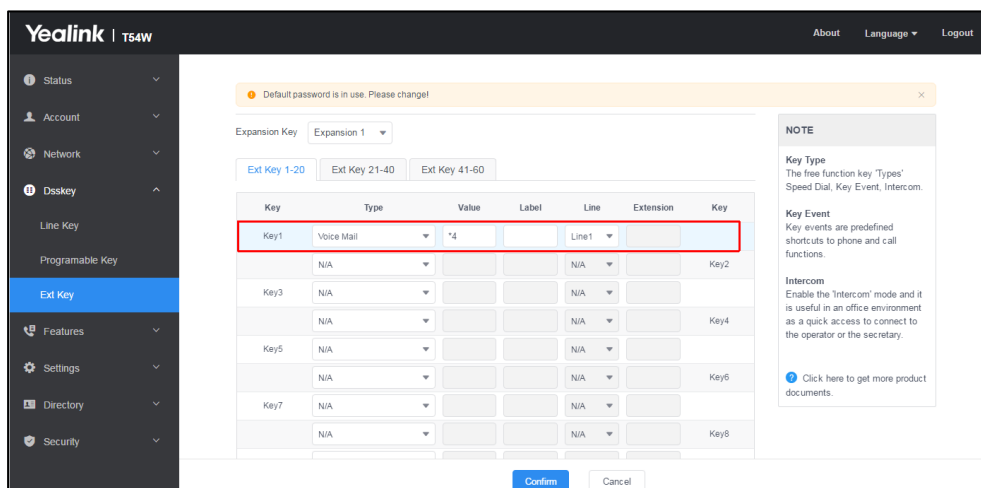 Yealink | T54W
About Language Logout
Status
Account
Network
Dsskey
Line Key
Programable Key
Ext Key
Features
Settings
Directory
Security
Default password is in use. Please change!
Expansion Key Expansion 1
Ext Key 1-20 Ext Key 21-40 Ext Key 41-60
Key Type Value Label Line Extension Key
Key1 Voice Mail *4 Line1
N/A N/A Key2
Key3 N/A N/A
N/A N/A Key4
Key5 N/A N/A
N/A N/A Key6
Key7 N/A N/A
N/A N/A Key8
Confirm Cancel
NOTE
Key Type
The free function key 'Types'
Speed Dial, Key Event, Intercom.
Key Event
Key events are predefined
shortcuts to phone and call
functions.
Intercom
Enable the 'Intercom' mode and it
is useful in an office environment
as a quick access to connect to
the operator or the secretary.
Click here to get more product
documents.